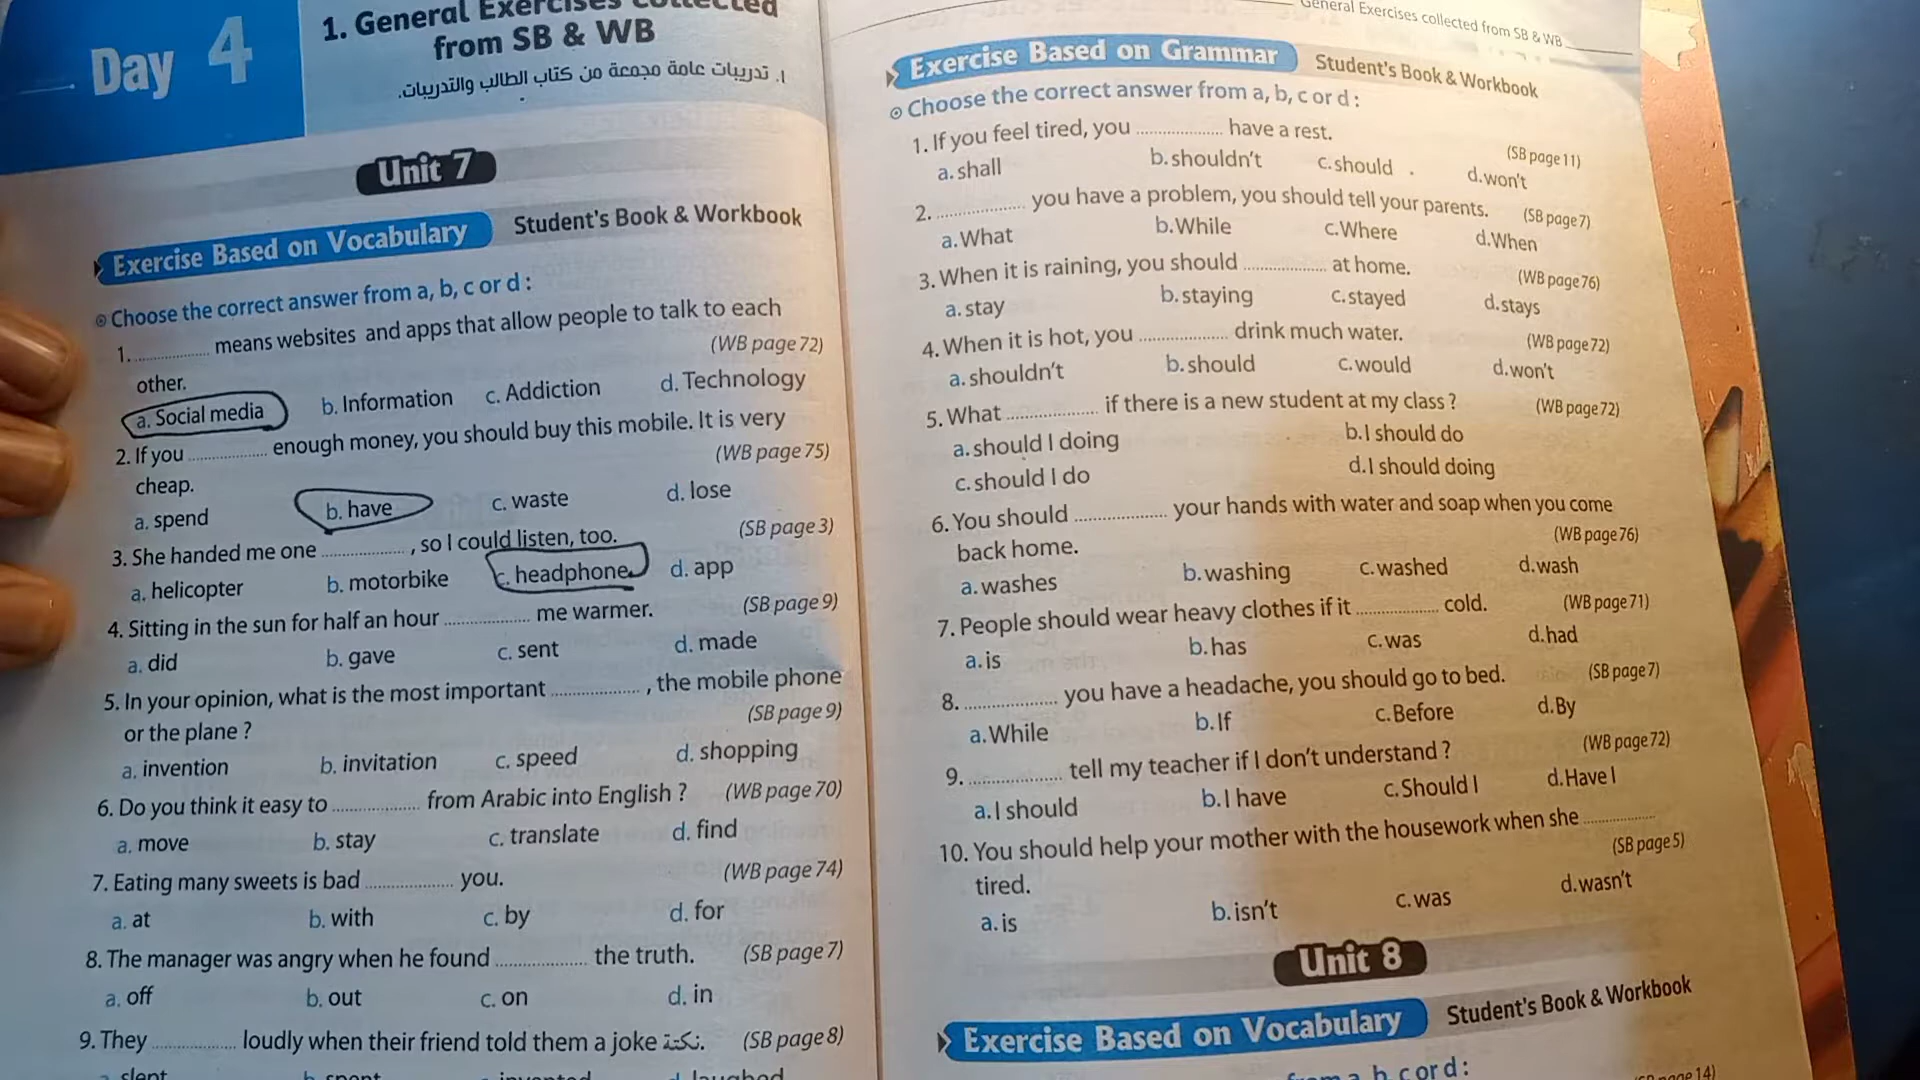 Day 4
1. General Exercises collected
from SB & WB
١. تدريبات عامة مجمعة من كتاب الطالب والتدريبات.
Unit 7
Exercise Based on Vocabulary Student's Book & Workbook
Choose the correct answer from a, b, c or d :
1. .................... means websites and apps that allow people to talk to each
other. (WB page 72)
a. Social media b. Information c. Addiction d. Technology
2. If you .................... enough money, you should buy this mobile. It is very
cheap. (WB page 75)
a. spend b. have c. waste d. lose
3. She handed me one .................... , so I could listen, too. (SB page 3)
a. helicopter b. motorbike c. headphone d. app
4. Sitting in the sun for half an hour .................... me warmer. (SB page 9)
a. did b. gave c. sent d. made
5. In your opinion, what is the most important .................... , the mobile phone
or the plane ? (SB page 9)
a. invention b. invitation c. speed d. shopping
6. Do you think it easy to .................... from Arabic into English ? (WB page 70)
a. move b. stay c. translate d. find
7. Eating many sweets is bad .................... you. (WB page 74)
a. at b. with c. by d. for
8. The manager was angry when he found .................... the truth. (SB page 7)
a. off b. out c. on d. in
9. They .................... loudly when their friend told them a joke نكتة. (SB page 8)
a. slept b. spent c. invented d. laughed
General Exercises collected from SB & WB
Exercise Based on Grammar Student's Book & Workbook
Choose the correct answer from a, b, c or d :
1. If you feel tired, you .................... have a rest. (SB page 11)
a. shall b. shouldn't c. should d. won't
2. .................... you have a problem, you should tell your parents. (SB page 7)
a. What b. While c. Where d. When
3. When it is raining, you should .................... at home. (WB page 76)
a. stay b. staying c. stayed d. stays
4. When it is hot, you .................... drink much water. (WB page 72)
a. shouldn't b. should c. would d. won't
5. What .................... if there is a new student at my class ? (WB page 72)
a. should I doing b. I should do
c. should I do d. I should doing
6. You should .................... your hands with water and soap when you come
back home. (WB page 76)
a. washes b. washing c. washed d. wash
7. People should wear heavy clothes if it .................... cold. (WB page 71)
a. is b. has c. was d. had
8. .................... you have a headache, you should go to bed. (SB page 7)
a. While b. If c. Before d. By
9. .................... tell my teacher if I don't understand ? (WB page 72)
a. I should b. I have c. Should I d. Have I
10. You should help your mother with the housework when she ....................
tired. (SB page 5)
a. is b. isn't c. was d. wasn't
Unit 8
Exercise Based on Vocabulary Student's Book & Workbook
from a, b, c or d :
page 14)